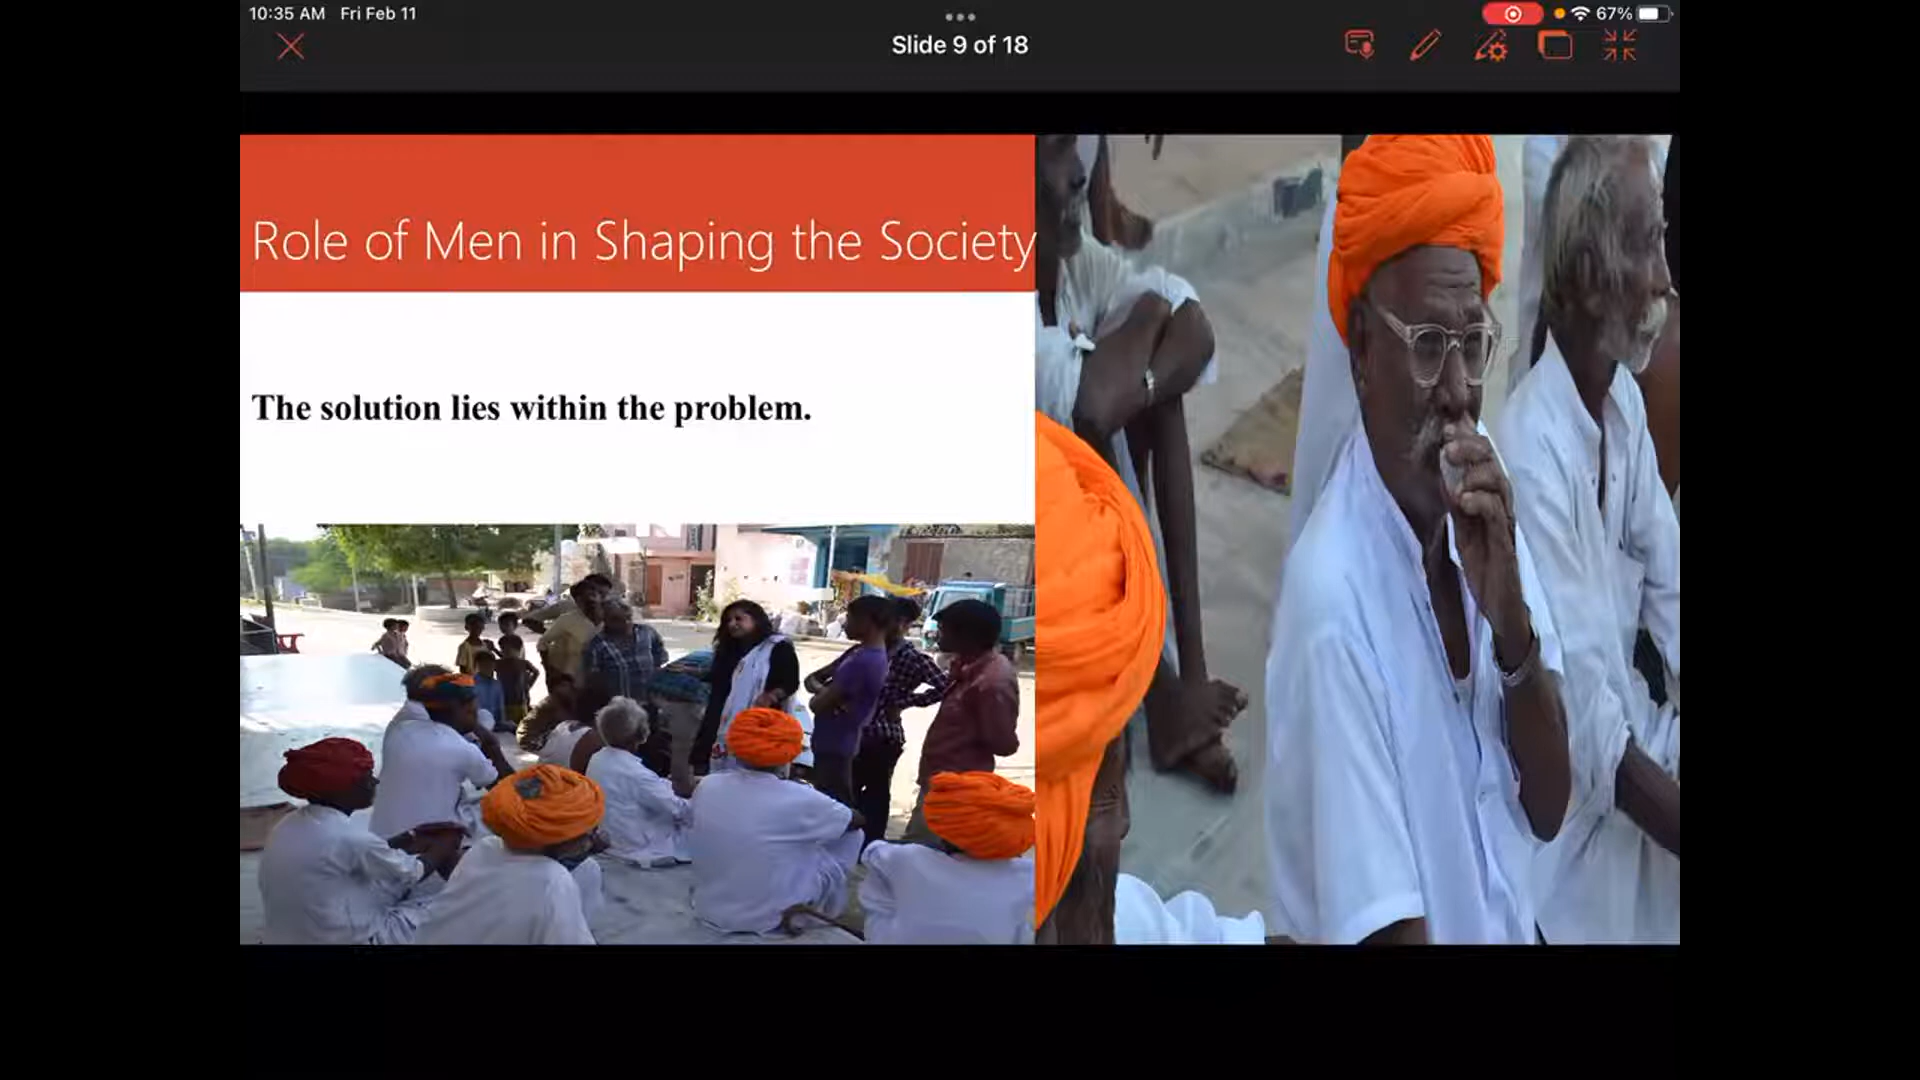 10:35 AM Fri Feb 11
67%
Slide 9 of 18
Role of Men in Shaping the Society
The solution lies within the problem.